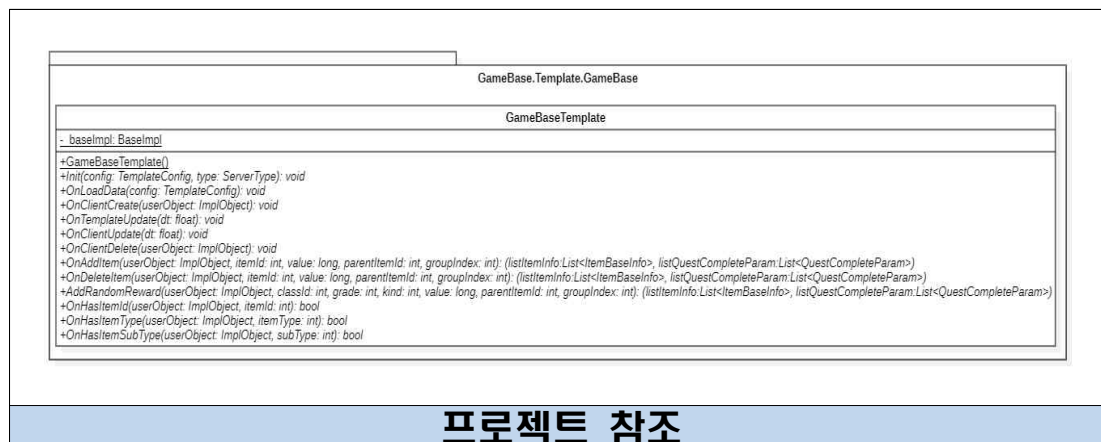 GameBase.Template.GameBase
GameBaseTemplate
- baseImpl: BaseImpl
+GameBaseTemplate()
+Init(config: TemplateConfig, type: ServerType): void
+OnLoadData(config: TemplateConfig): void
+OnClientCreate(userObject: ImplObject): void
+OnTemplateUpdate(dt: float): void
+OnClientUpdate(dt: float): void
+OnClientDelete(userObject: ImplObject): void
+OnAddItem(userObject: ImplObject, itemId: int, value: long, parentItemId: int, groupIndex: int): (listItemInfo:List<ItemBaseInfo>, listQuestCompleteParam:List<QuestCompleteParam>)
+OnDeleteItem(userObject: ImplObject, itemId: int, value: long, parentItemId: int, groupIndex: int): (listItemInfo:List<ItemBaseInfo>, listQuestCompleteParam:List<QuestCompleteParam>)
+AddRandomReward(userObject: ImplObject, classId: int, grade: int, kind: int, value: long, parentItemId: int, groupIndex: int): (listItemInfo:List<ItemBaseInfo>, listQuestCompleteParam:List<QuestCompleteParam>)
+OnHasItemId(userObject: ImplObject, itemId: int): bool
+OnHasItemType(userObject: ImplObject, itemType: int): bool
+OnHasItemSubType(userObject: ImplObject, subType: int): bool
프로젝트 참조